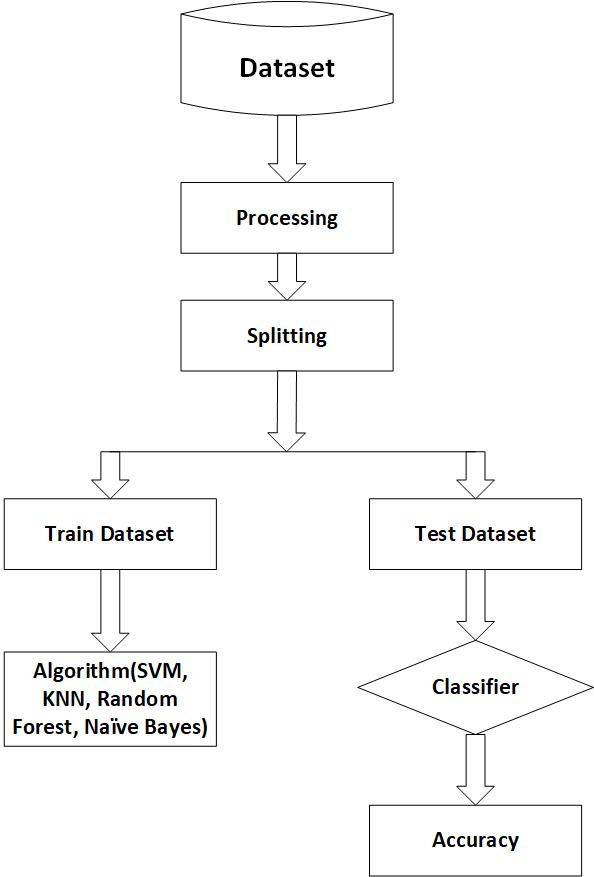 Dataset
Processing
Splitting
Train Dataset
Test Dataset
Algorithm(SVM,
KNN, Random
Forest, Naïve Bayes)
Classifier
Accuracy